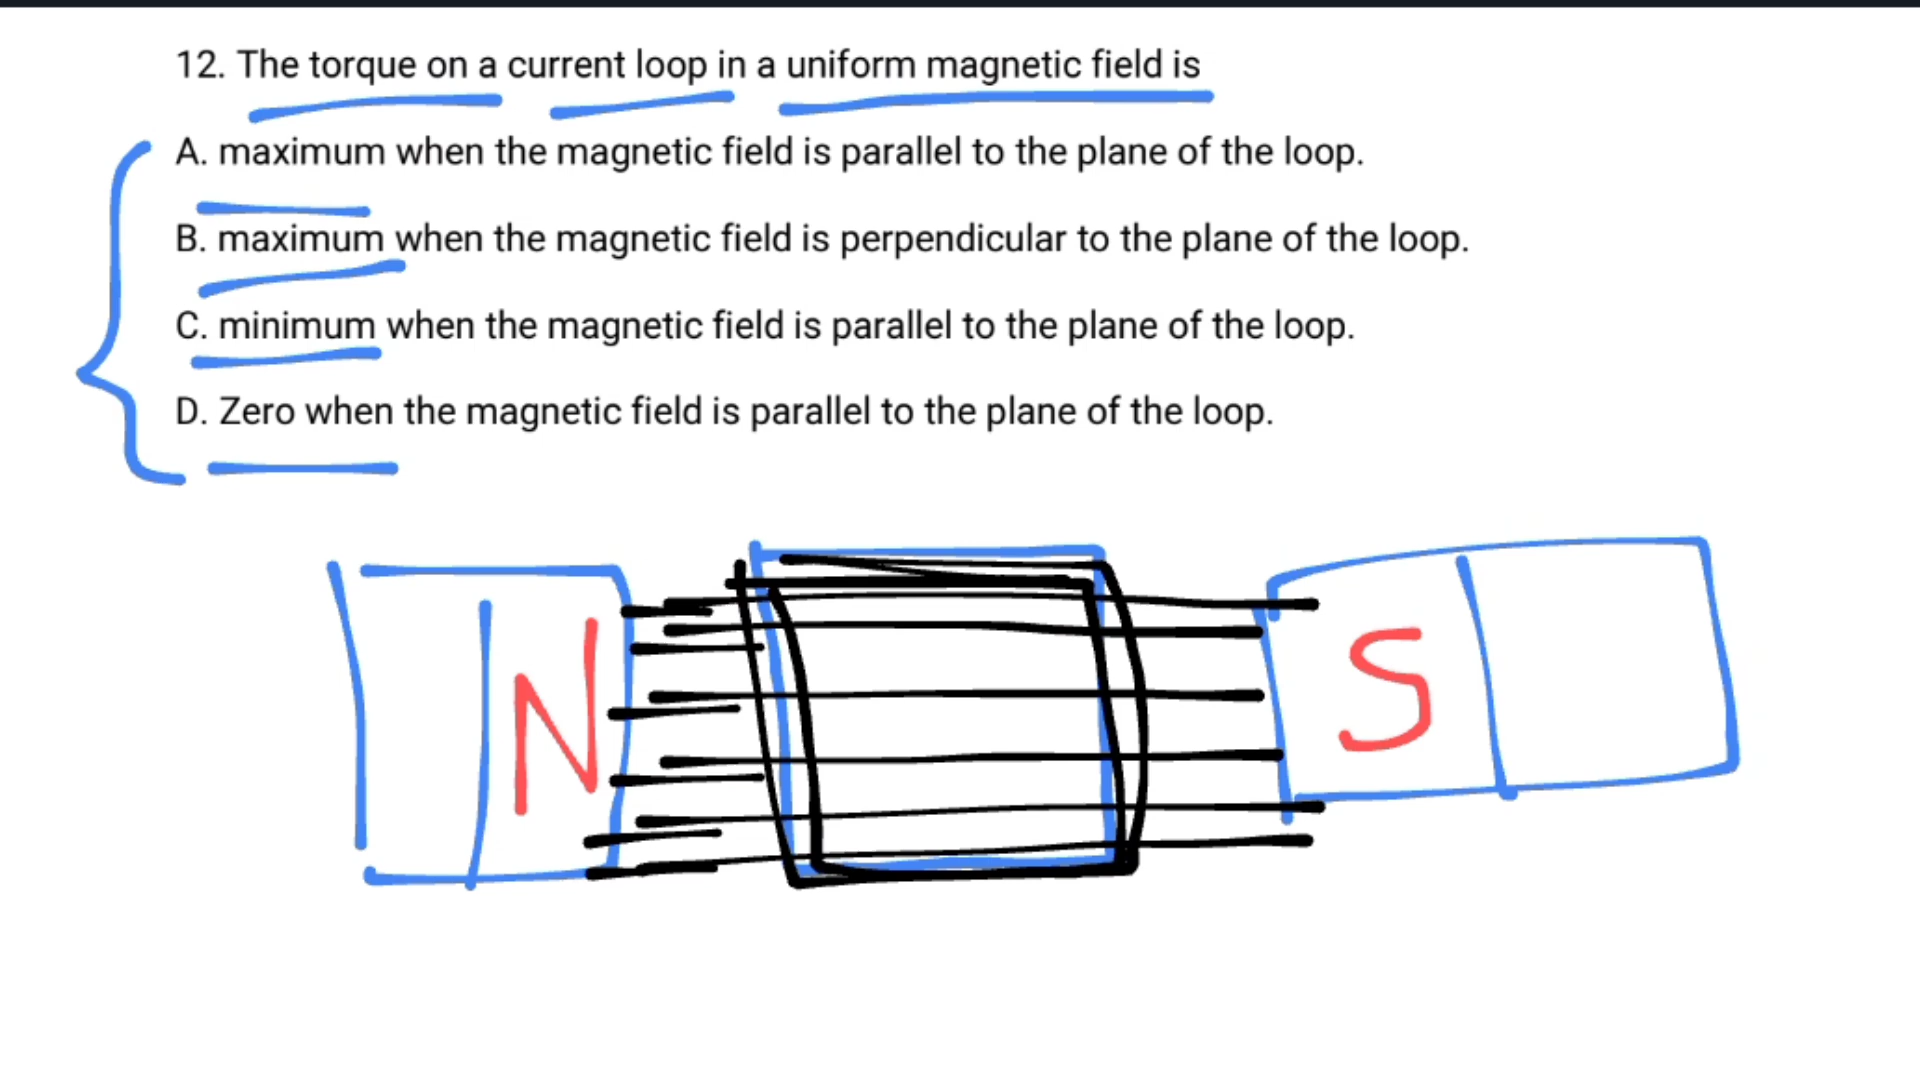 12. The torque on a current loop in a uniform magnetic field is
A. maximum when the magnetic field is parallel to the plane of the loop.
B. maximum when the magnetic field is perpendicular to the plane of the loop.
C. minimum when the magnetic field is parallel to the plane of the loop.
D. Zero when the magnetic field is parallel to the plane of the loop.
N
S